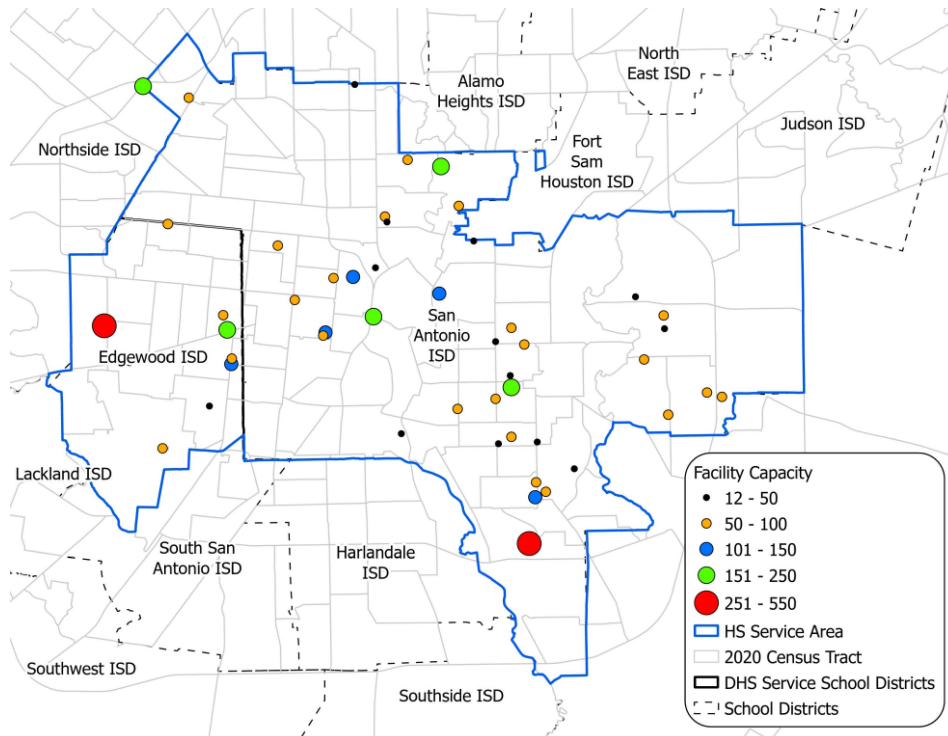 North
East ISD
Alamo
Heights ISD
Judson ISD
Northside ISD
Fort
Sam
Houston ISD
San
Antonio
ISD
Edgewood ISD
Lackland ISD
South San
Antonio ISD
Harlandale
ISD
Southwest ISD
Southside ISD
Facility Capacity
12 - 50
50 - 100
101 - 150
151 - 250
251 - 550
HS Service Area
2020 Census Tract
DHS Service School Districts
School Districts